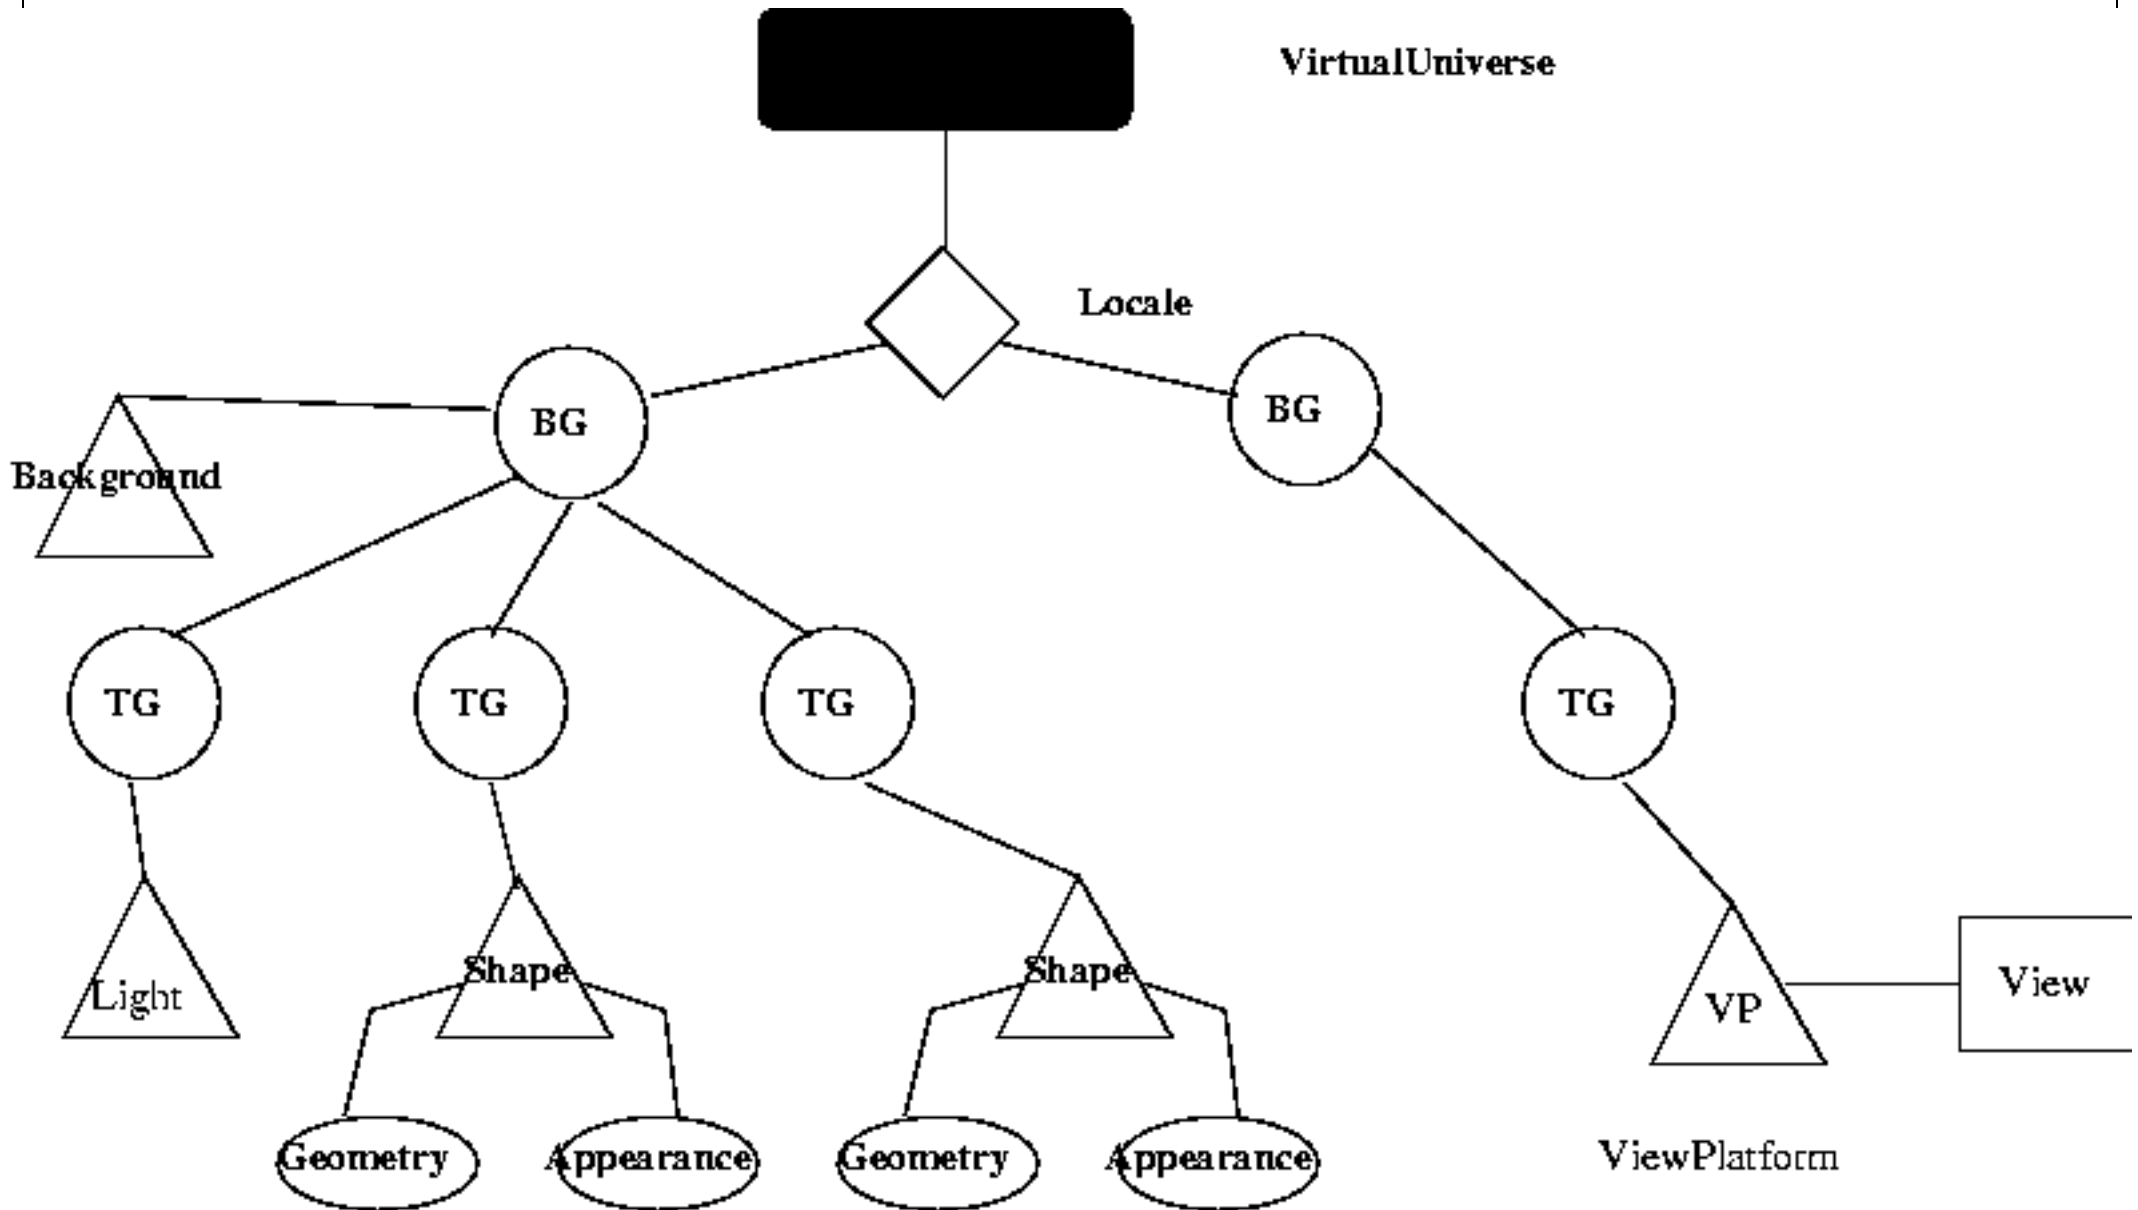 VirtualUniverse
Locale
BG
BG
Background
TG
TG
TG
TG
Shape
Shape
Light
View
VP
Geometry
Appearance
Geometry
Appearance
ViewPlatform